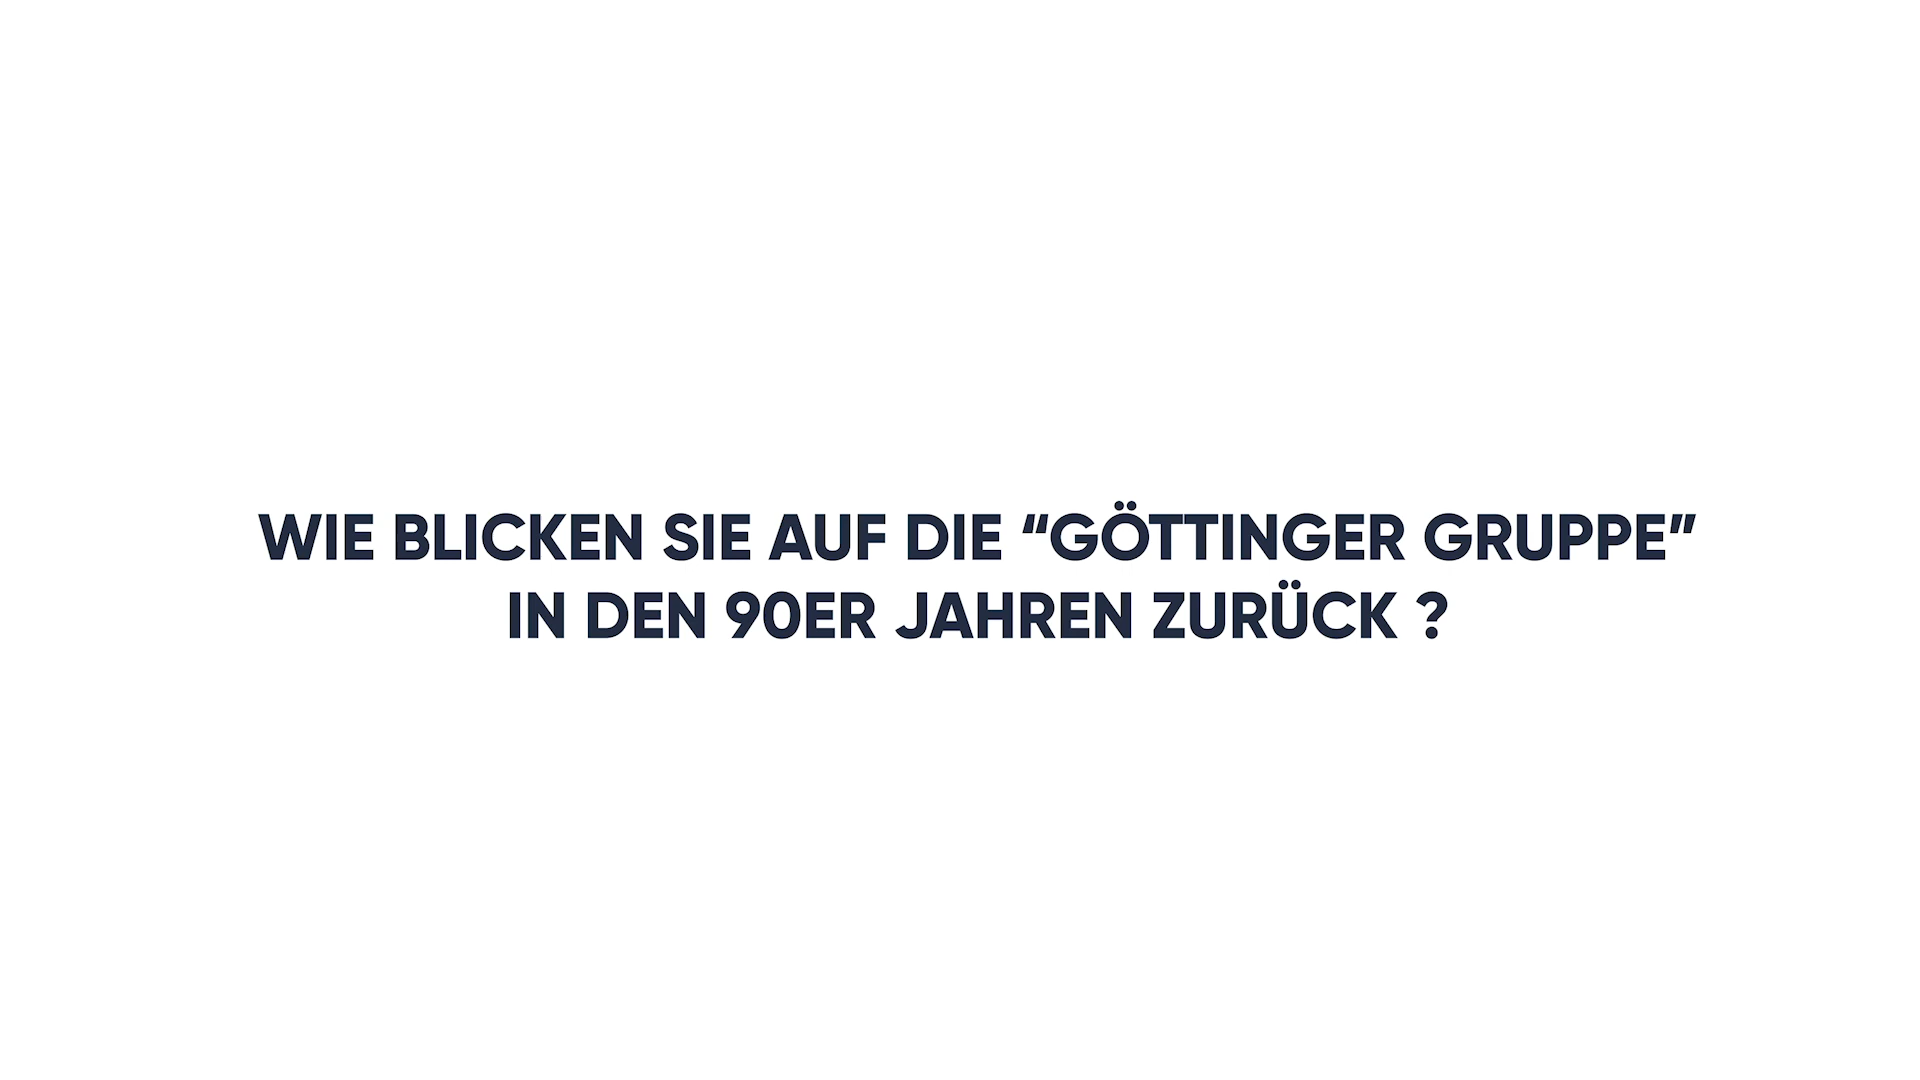 WIE BLICKEN SIE AUF DIE “GÖTTINGER GRUPPE”
IN DEN 90ER JAHREN ZURÜCK ?